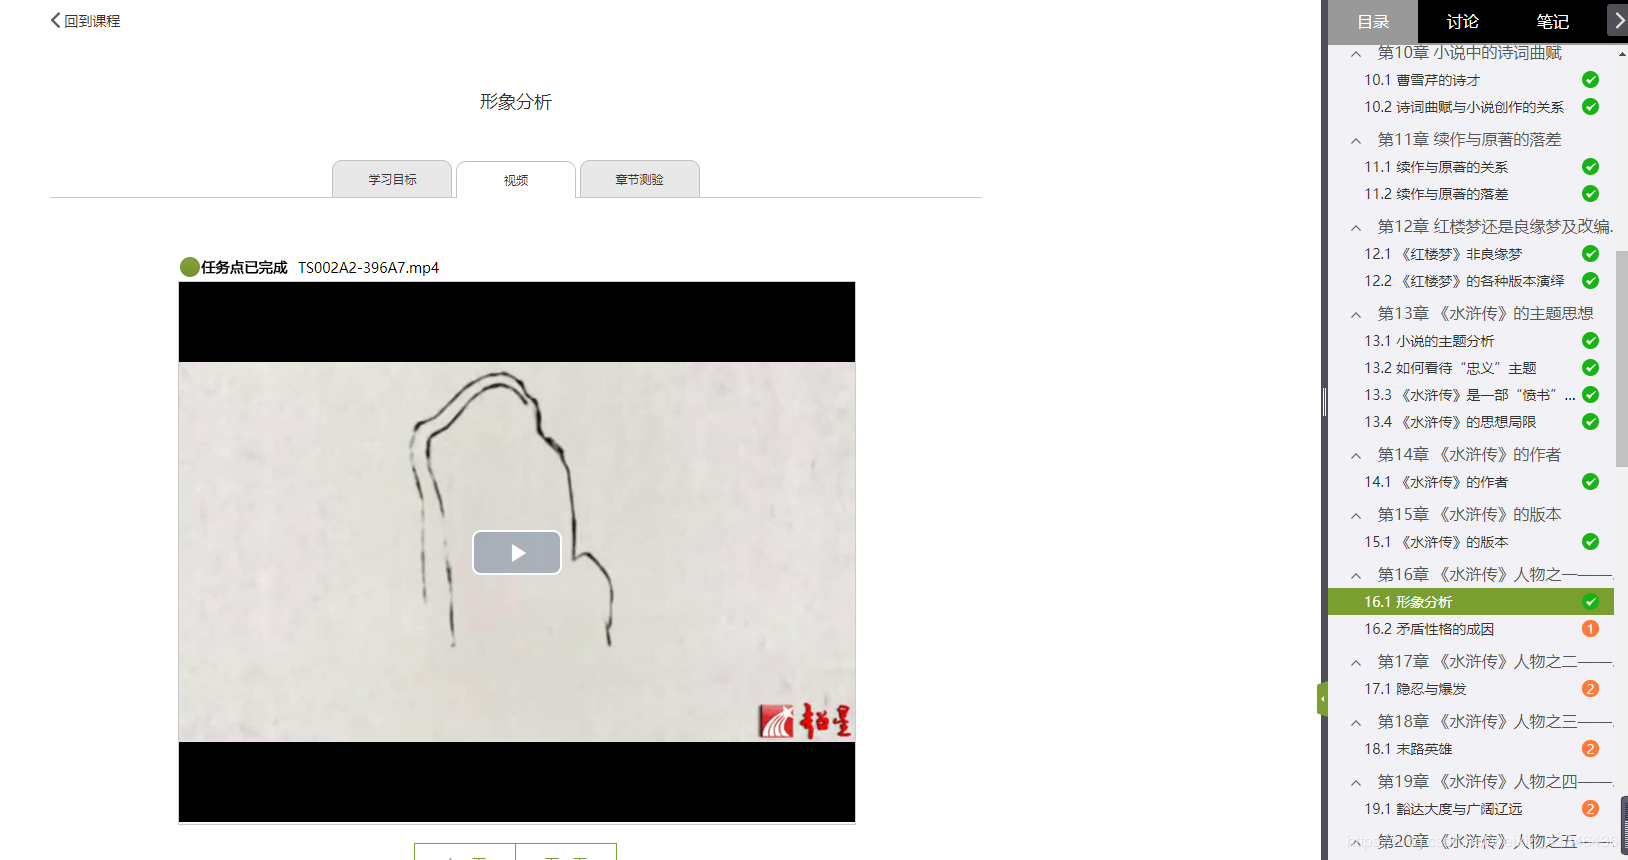 回到课程
形象分析
学习目标
视频
章节测验
任务点已完成 TS002A2-396A7.mp4
超星
目录
讨论
笔记
第10章 小说中的诗词曲赋
10.1 曹雪芹的诗才
10.2 诗词曲赋与小说创作的关系
第11章 续作与原著的落差
11.1 续作与原著的关系
11.2 续作与原著的落差
第12章 红楼梦还是良缘梦及改编.
12.1 《红楼梦》非良缘梦
12.2 《红楼梦》的各种版本演绎
第13章 《水浒传》的主题思想
13.1 小说的主题分析
13.2 如何看待“忠义”主题
13.3 《水浒传》是一部“愤书” ...
13.4 《水浒传》的思想局限
第14章 《水浒传》的作者
14.1 《水浒传》的作者
第15章 《水浒传》的版本
15.1 《水浒传》的版本
第16章 《水浒传》人物之一——.
16.1 形象分析
16.2 矛盾性格的成因 1
第17章 《水浒传》人物之二——.
17.1 隐忍与爆发 2
第18章 《水浒传》人物之三——.
18.1 末路英雄 2
第19章 《水浒传》人物之四——.
19.1 豁达大度与广阔辽远 2
第20章 《水浒传》人物之五——.